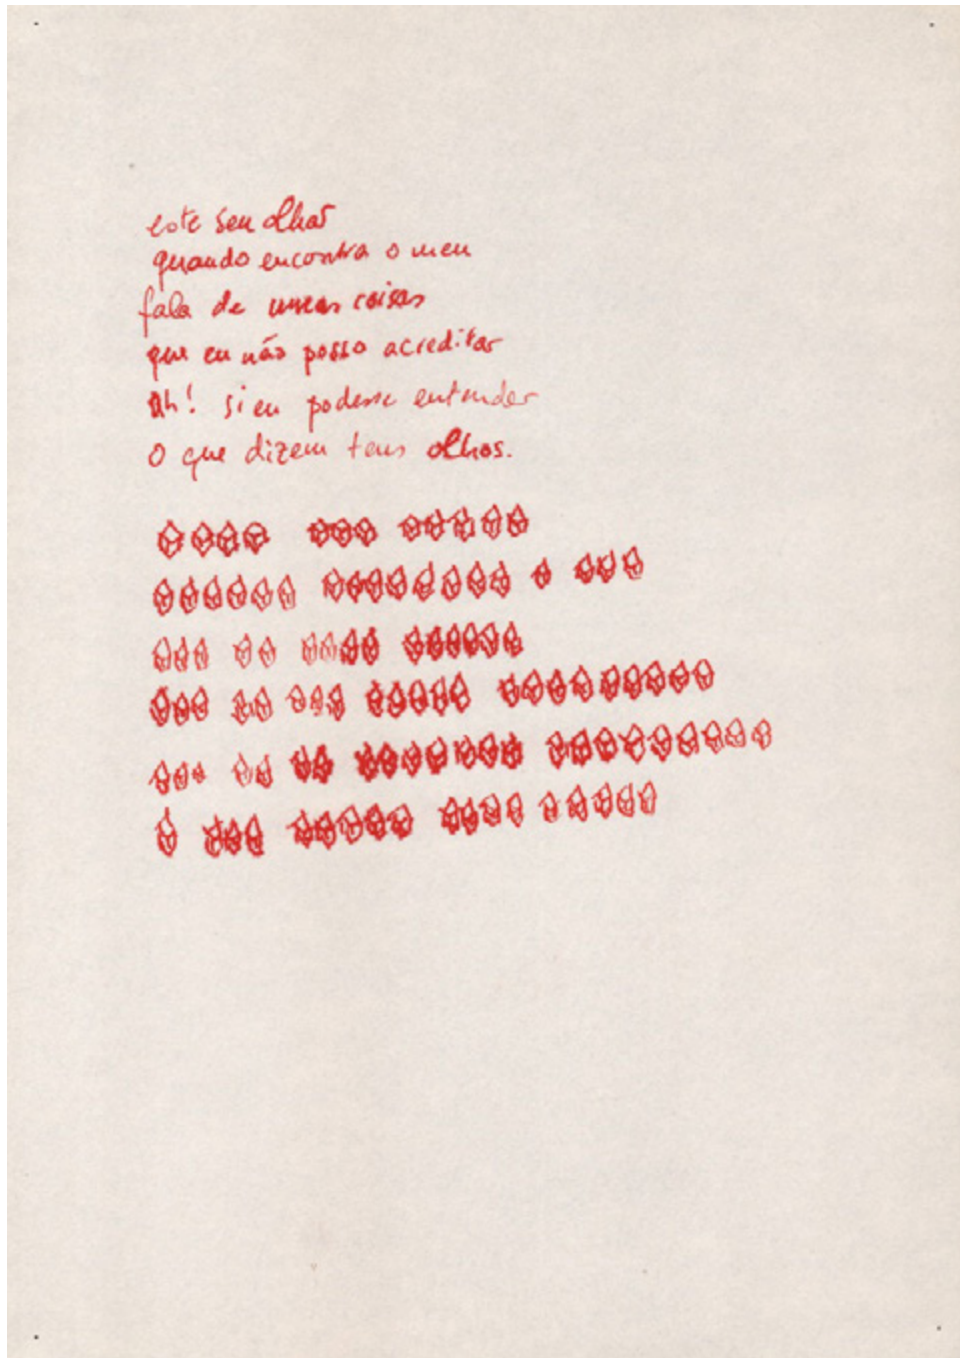 este seu olhar
quando encontra o meu
fala de umas coisas
que eu não posso acreditar
Ah! si eu podesse entender
o que dizem teus olhos.